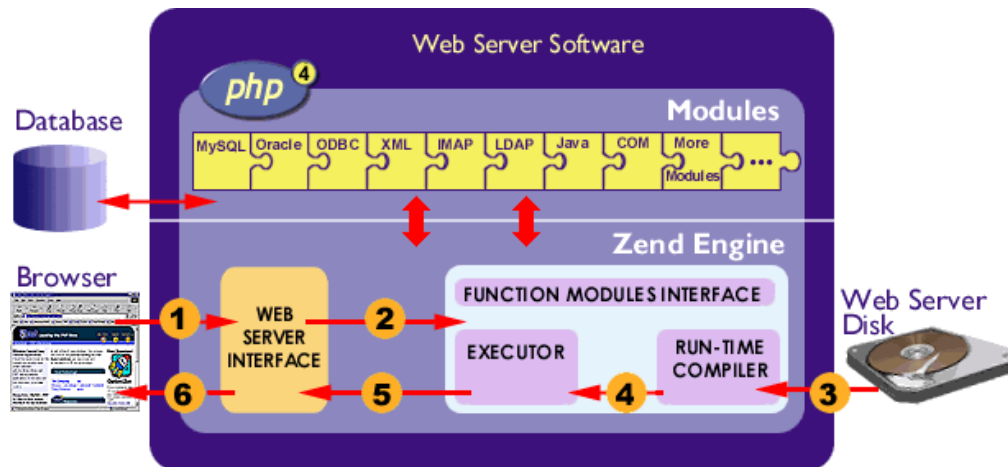 Web Server Software
php 4
Modules
Database
MySQL Oracle ODBC XML IMAP LDAP Java COM More Modules •••
Zend Engine
Browser
FUNCTION MODULES INTERFACE
Web Server
Disk
1
WEB
SERVER
INTERFACE
2
EXECUTOR
RUN-TIME
COMPILER
6
5
4
3